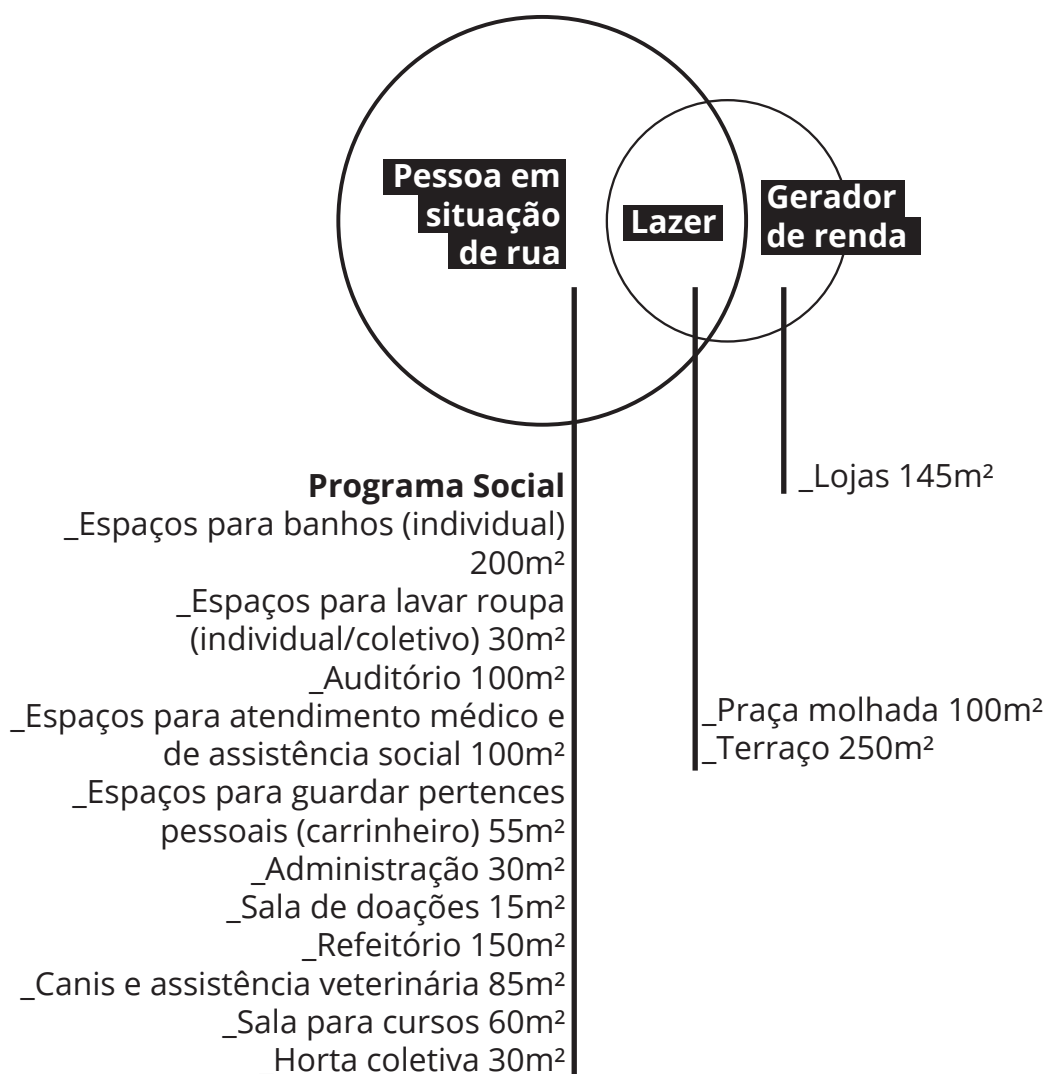 Pessoa em
situação
de rua
Lazer
Gerador
de renda
Programa Social
_Espaços para banhos (individual)
200m²
_Espaços para lavar roupa
(individual/coletivo) 30m²
_Auditório 100m²
_Espaços para atendimento médico e
de assistência social 100m²
_Espaços para guardar pertences
pessoais (carrinheiro) 55m²
_Administração 30m²
_Sala de doações 15m²
_Refeitório 150m²
_Canis e assistência veterinária 85m²
_Sala para cursos 60m²
Horta coletiva 30m²
_Praça molhada 100m²
_Terraço 250m²
_Lojas 145m²